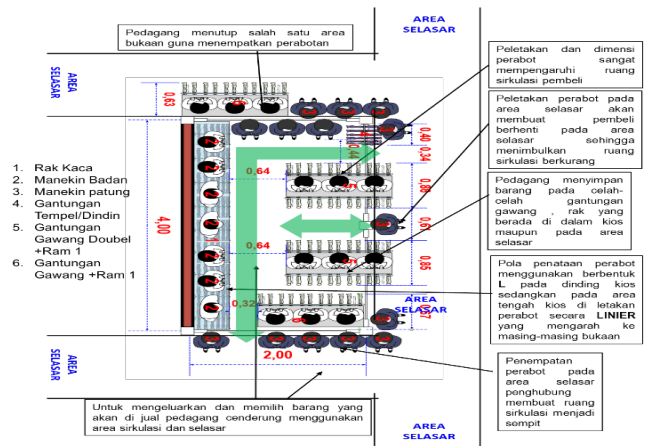 AREA
SELASAR
Pedagang menutup salah satu area
bukaan guna menempatkan perabotan
AREA
SELASAR
AREA
SELASAR
Peletakan dan dimensi
perabot sangat
mempengaruhi ruang
sirkulasi pembeli
Peletakan perabot pada
area selasar akan
membuat pembeli
berhenti pada area
selasar sehingga
menimbulkan ruang
sirkulasi berkurang
Pedagang menyimpan
barang pada celah-
celah gantungan
gawang , rak yang
berada di dalam kios
maupun pada area
selasar
Pola penataan perabot
menggunakan berbentuk
L pada dinding kios
sedangkan pada area
tengah kios di letakan
perabot secara LINIER
yang mengarah ke
masing-masing bukaan
Penempatan
perabot pada
area selasar
penghubung
membuat ruang
sirkulasi menjadi
sempit
1. Rak Kaca
2. Manekin Badan
3. Manekin patung
4. Gantungan
Tempel/Dindin
5. Gantungan
Gawang Doubel
+Ram 1
6. Gantungan
Gawang +Ram 1
0,63
0,40
0,34
0,44
0,64
4,00
0,64
0,85
0,32
AREA
SELASAR
2,00
AREA
SELASAR
Untuk mengeluarkan dan memilih barang yang
akan di jual pedagang cenderung menggunakan
area sirkulasi dan selasar
AREA
SELASAR